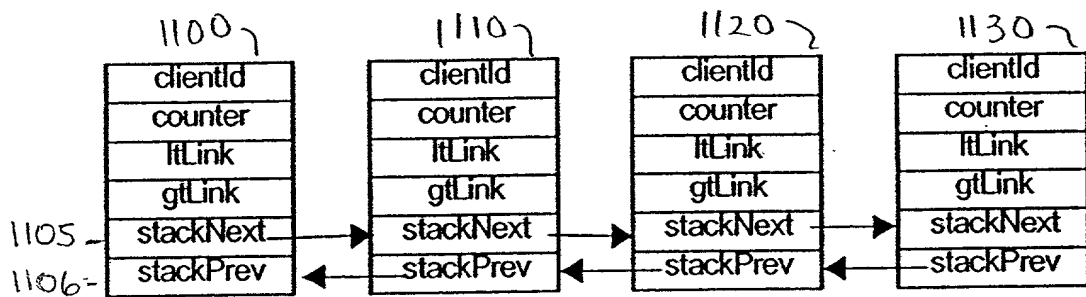 1100 1110 1120 1130
clientId clientId clientId clientId
counter counter counter counter
ltLink ltLink ltLink ltLink
gtLink gtLink gtLink gtLink
1105 stackNext stackNext stackNext stackNext
1106 stackPrev stackPrev stackPrev stackPrev